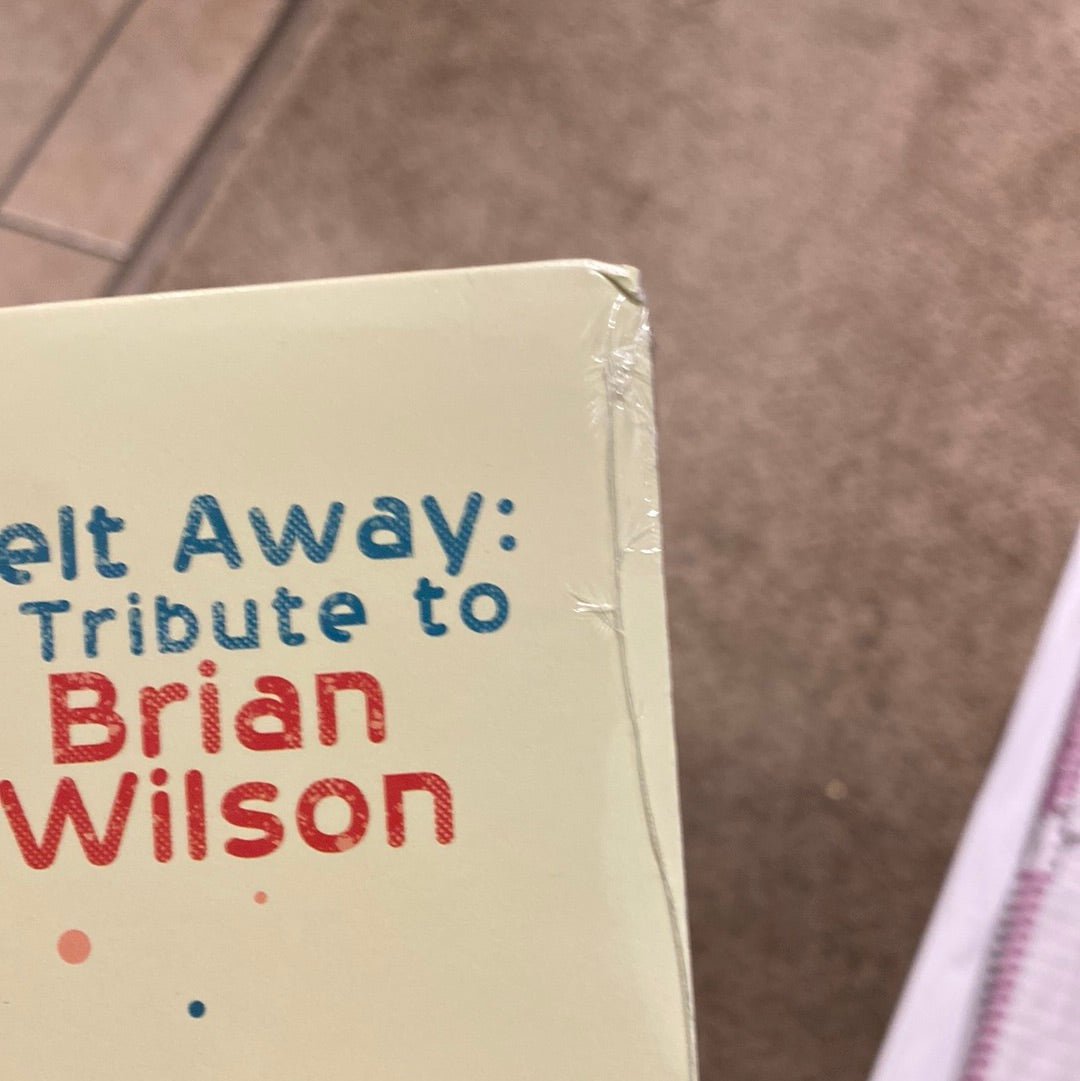 elt Away:
Tribute to
Brian
Wilson